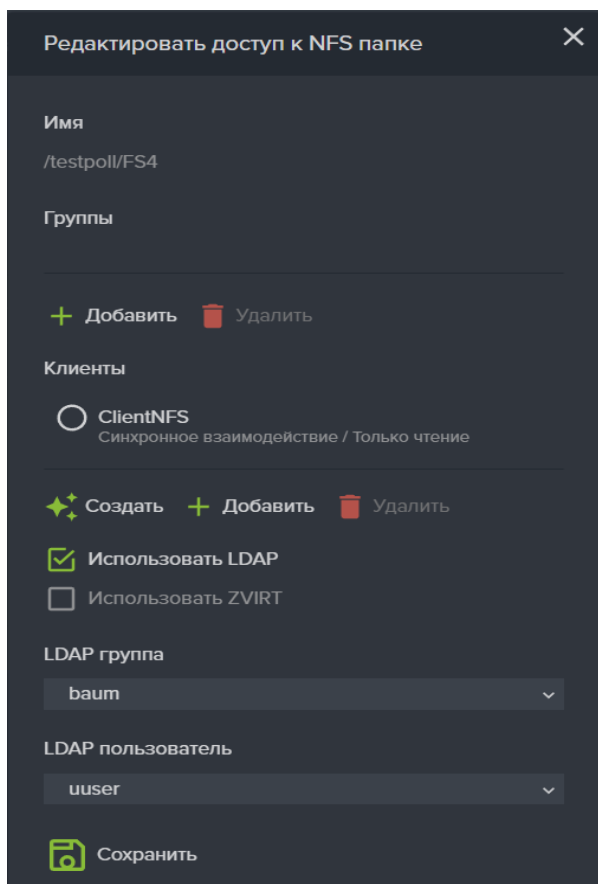 Редактировать доступ к NFS папке
Имя
/testpoll/FS4
Группы
Добавить Удалить
Клиенты
ClientNFS
Синхронное взаимодействие / Только чтение
Создать Добавить Удалить
Использовать LDAP
Использовать ZVIRT
LDAP группа
baum
LDAP пользователь
uuser
Сохранить